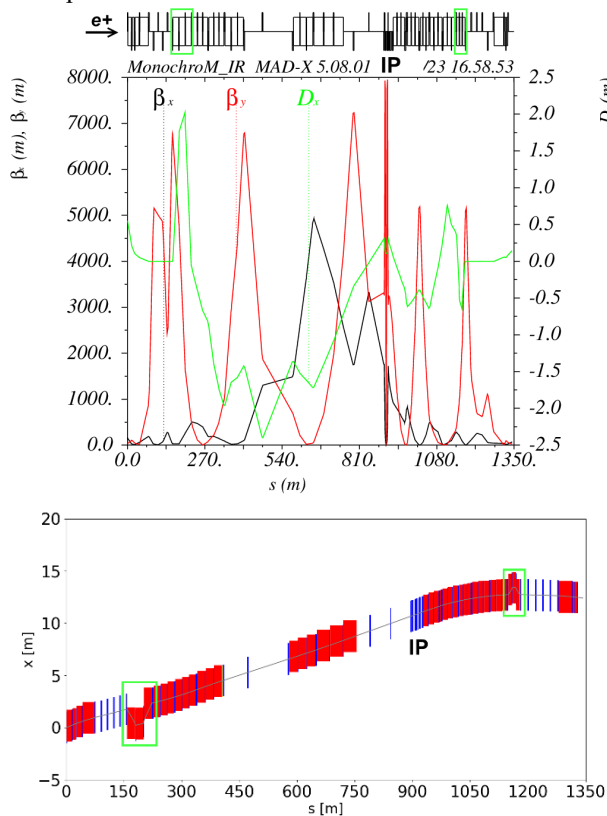 e+
IP
MonochroM_IR MAD-X 5.08.01 /23 16.58.53
βx βy Dx
βx (m), βy (m)
8000.
7000.
6000.
5000.
4000.
3000.
2000.
1000.
0.0
2.5
2.0
1.5
1.0
0.5
0.0
-0.5
-1.0
-1.5
-2.0
-2.5
(m)
0.0 270. 540. 810. 1080. 1350.
s (m)
20
15
10
5
0
−5
x [m]
IP
0 150 300 450 600 750 900 1050 1200 1350
s [m]